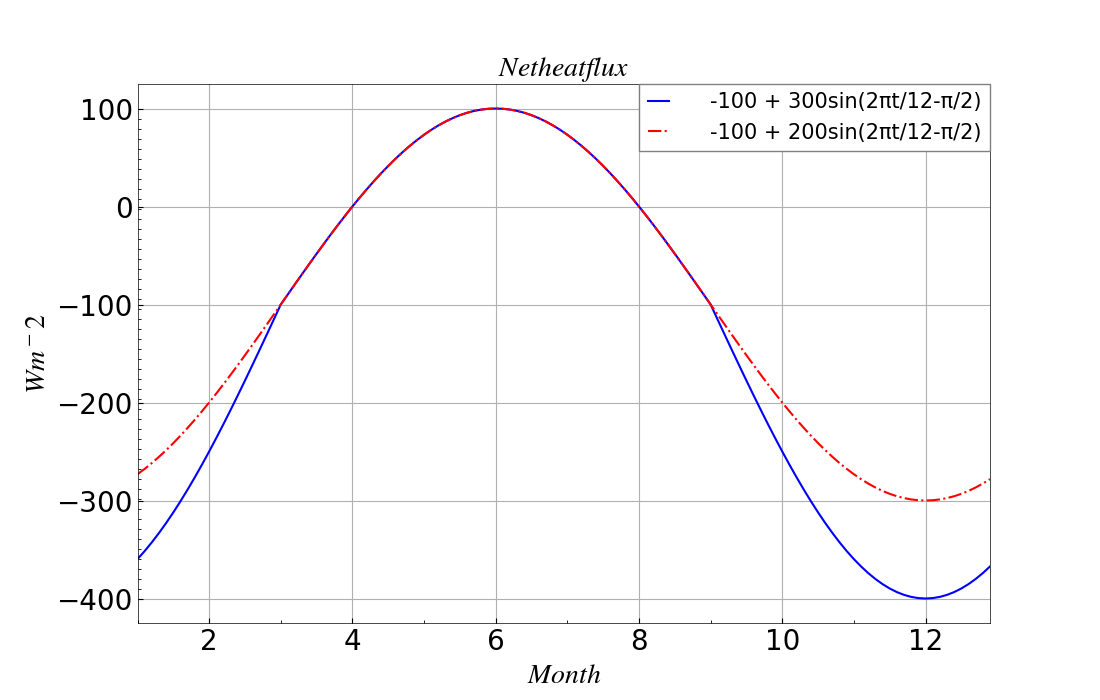 Netheatflux
-100 + 300sin(2πt/12-π/2)
-100 + 200sin(2πt/12-π/2)
100
0
−100
−200
−300
−400
Wm−2
2 4 6 8 10 12
Month